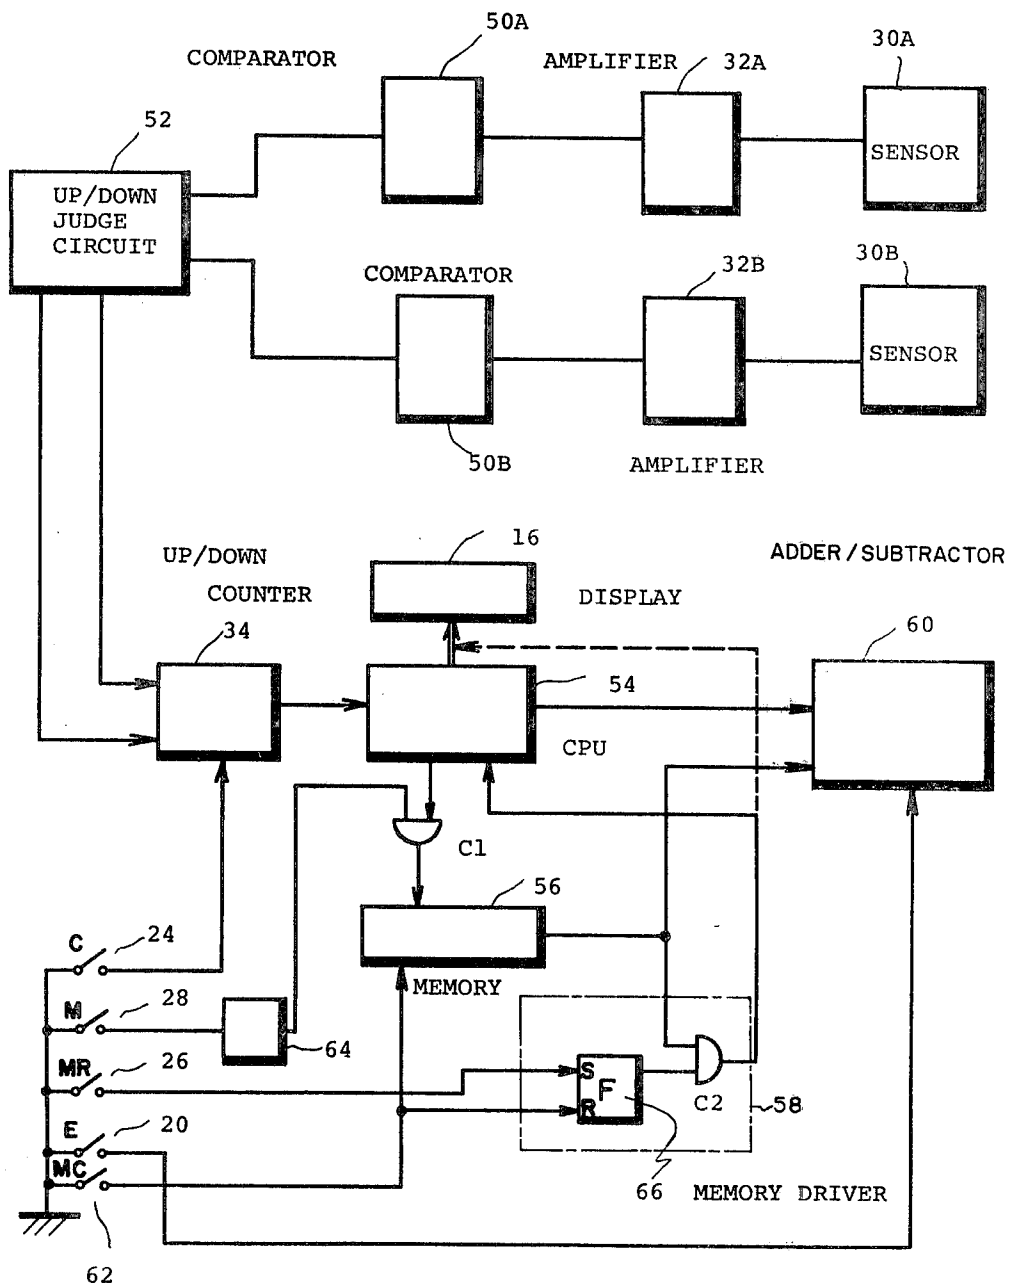 50A
COMPARATOR
AMPLIFIER
32A
30A
52
SENSOR
UP/DOWN
JUDGE
CIRCUIT
COMPARATOR
32B
30B
SENSOR
50B
AMPLIFIER
16
UP/DOWN
COUNTER
DISPLAY
ADDER/SUBTRACTOR
34
60
54
CPU
C1
56
C
24
MEMORY
M
28
64
MR
26
S
F
R
C2
58
E
20
MC
66
MEMORY DRIVER
62